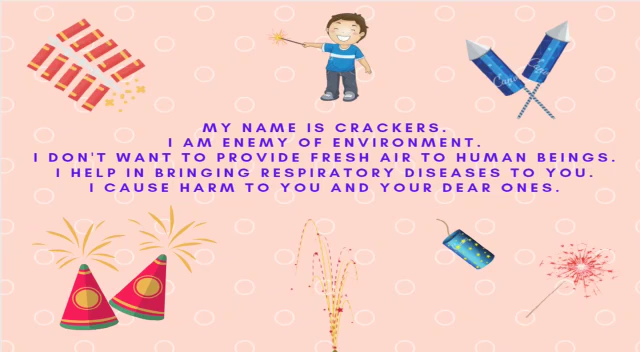 MY NAME IS CRACKERS.
I AM ENEMY OF ENVIRONMENT.
I DON'T WANT TO PROVIDE FRESH AIR TO HUMAN BEINGS.
I HELP IN BRINGING RESPIRATORY DISEASES TO YOU.
I CAUSE HARM TO YOU AND YOUR DEAR ONES.